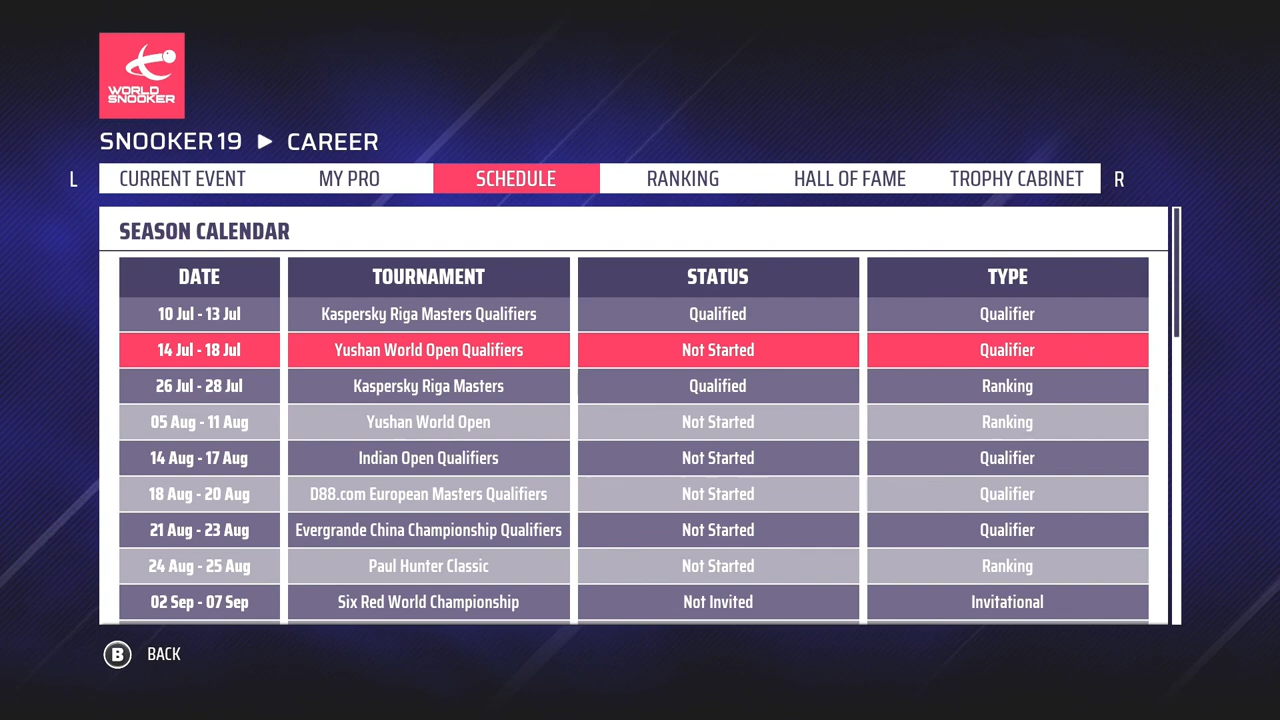 WORLD
SNOOKER
SNOOKER 19 ▶ CAREER
L CURRENT EVENT MY PRO SCHEDULE RANKING HALL OF FAME TROPHY CABINET R
SEASON CALENDAR
DATE TOURNAMENT STATUS TYPE
10 Jul - 13 Jul Kaspersky Riga Masters Qualifiers Qualified Qualifier
14 Jul - 18 Jul Yushan World Open Qualifiers Not Started Qualifier
26 Jul - 28 Jul Kaspersky Riga Masters Qualified Ranking
05 Aug - 11 Aug Yushan World Open Not Started Ranking
14 Aug - 17 Aug Indian Open Qualifiers Not Started Qualifier
18 Aug - 20 Aug D88.com European Masters Qualifiers Not Started Qualifier
21 Aug - 23 Aug Evergrande China Championship Qualifiers Not Started Qualifier
24 Aug - 25 Aug Paul Hunter Classic Not Started Ranking
02 Sep - 07 Sep Six Red World Championship Not Invited Invitational
B BACK